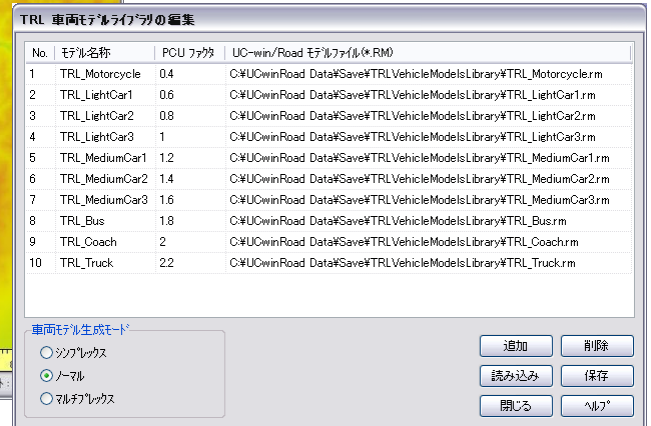 TRL 車両ﾓﾃﾞﾙﾗｲﾌﾞﾗﾘの編集
No. ﾓﾃﾞﾙ名称 PCU ﾌｧｸﾀ UC-win/Road ﾓﾃﾞﾙﾌｧｲﾙ(*.RM)
1 TRL_Motorcycle 0.4 C:¥UCwinRoad Data¥Save¥TRLVehicleModelsLibrary¥TRL_Motorcycle.rm
2 TRL_LightCar1 0.6 C:¥UCwinRoad Data¥Save¥TRLVehicleModelsLibrary¥TRL_LightCar1.rm
3 TRL_LightCar2 0.8 C:¥UCwinRoad Data¥Save¥TRLVehicleModelsLibrary¥TRL_LightCar2.rm
4 TRL_LightCar3 1 C:¥UCwinRoad Data¥Save¥TRLVehicleModelsLibrary¥TRL_LightCar3.rm
5 TRL_MediumCar1 1.2 C:¥UCwinRoad Data¥Save¥TRLVehicleModelsLibrary¥TRL_MediumCar1.rm
6 TRL_MediumCar2 1.4 C:¥UCwinRoad Data¥Save¥TRLVehicleModelsLibrary¥TRL_MediumCar2.rm
7 TRL_MediumCar3 1.6 C:¥UCwinRoad Data¥Save¥TRLVehicleModelsLibrary¥TRL_MediumCar3.rm
8 TRL_Bus 1.8 C:¥UCwinRoad Data¥Save¥TRLVehicleModelsLibrary¥TRL_Bus.rm
9 TRL_Coach 2 C:¥UCwinRoad Data¥Save¥TRLVehicleModelsLibrary¥TRL_Coach.rm
10 TRL_Truck 2.2 C:¥UCwinRoad Data¥Save¥TRLVehicleModelsLibrary¥TRL_Truck.rm
車両ﾓﾃﾞﾙ生成ﾓｰﾄﾞ
ｼﾝﾌﾟﾚｯｸｽ
ﾉｰﾏﾙ
ﾏﾙﾁﾌﾟﾚｯｸｽ
追加 削除
読み込み 保存
閉じる ﾍﾙﾌﾟ